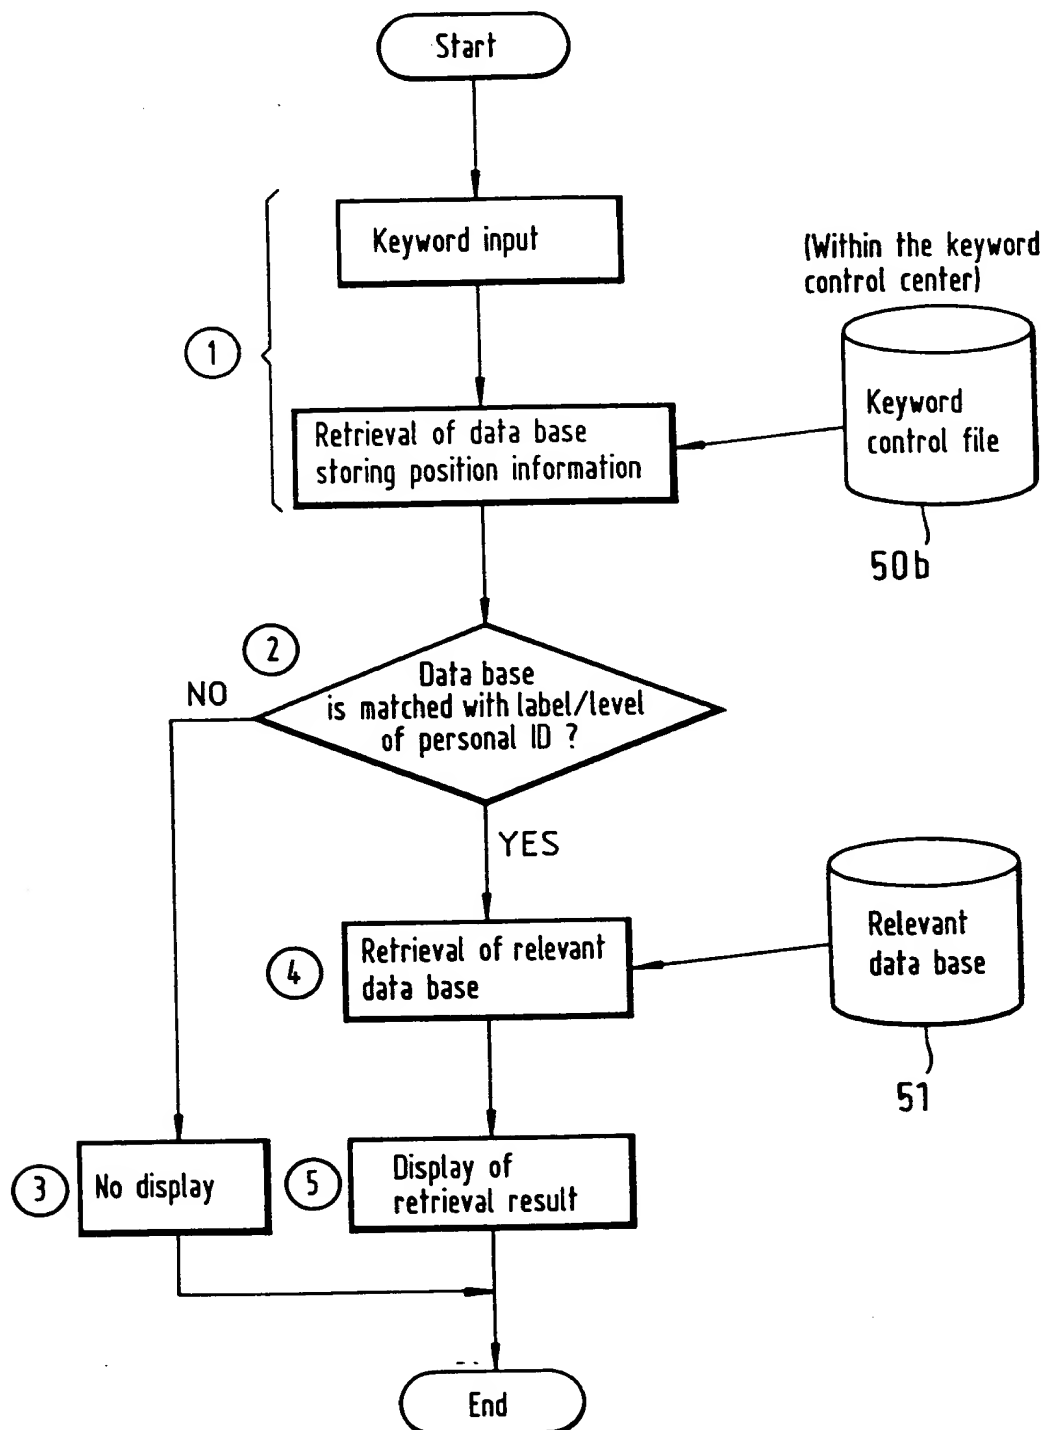 Start
Keyword input
(Within the keyword
control center)
1
Keyword
control file
Retrieval of data base
storing position information
50b
2
Data base
is matched with label/level
of personal ID ?
NO
YES
Relevant
data base
4
Retrieval of relevant
data base
51
3
No display
5
Display of
retrieval result
End